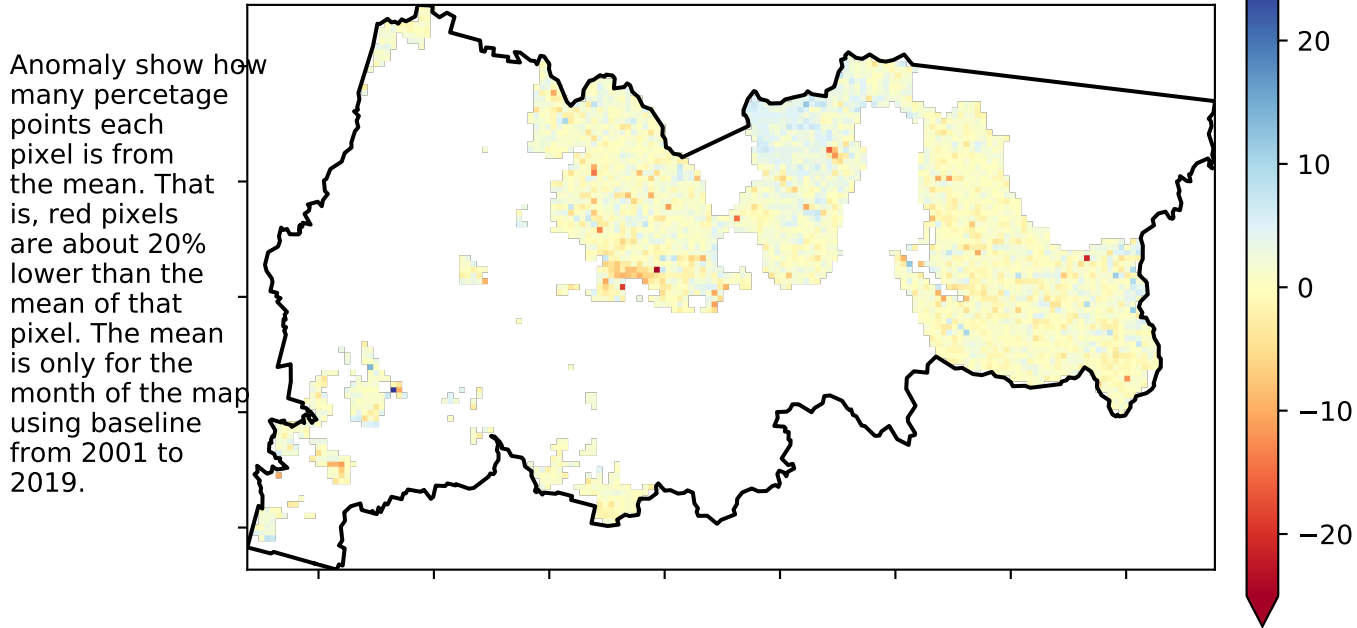 Anomaly show how
many percetage
points each
pixel is from
the mean. That
is, red pixels
are about 20%
lower than the
mean of that
pixel. The mean
is only for the
month of the map
using baseline
from 2001 to
2019.
20
10
0
−10
−20